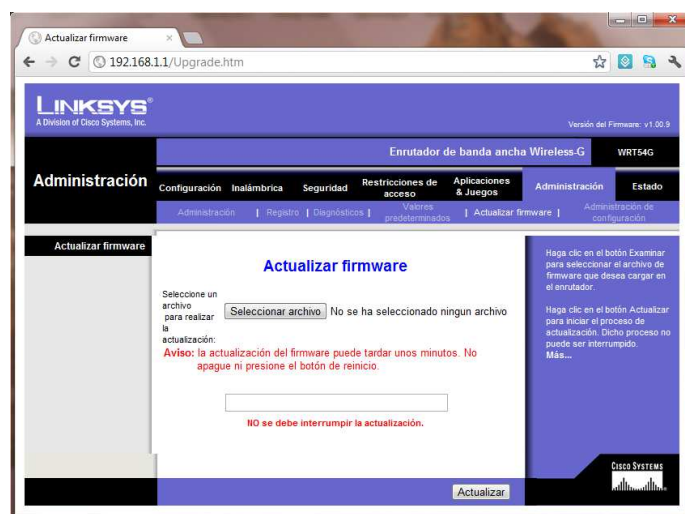 Actualizar firmware
192.168.1.1/Upgrade.htm
LINKSYS®
A Division of Cisco Systems, Inc.
Versión del Firmware: v1.00.9
Enrutador de banda ancha Wireless-G
WRT54G
Administración
Configuración
Inalámbrica
Seguridad
Restricciones de
acceso
Aplicaciones
& Juegos
Administración
Estado
Administración | Registro | Diagnósticos |
Valores
predeterminados
| Actualizar firmware |
Administración de
configuración
Actualizar firmware
Actualizar firmware
Seleccione un
archivo
para realizar
la
actualización:
Seleccionar archivo No se ha seleccionado ningun archivo
Aviso: la actualización del firmware puede tardar unos minutos. No
apague ni presione el botón de reinicio.
NO se debe interrumpir la actualización.
Haga clic en el botón Examinar
para seleccionar el archivo de
firmware que desea cargar en
el enrutador.
Haga clic en el botón Actualizar
para iniciar el proceso de
actualización. Dicho proceso no
puede ser interrumpido.
Más...
Actualizar
CISCO SYSTEMS